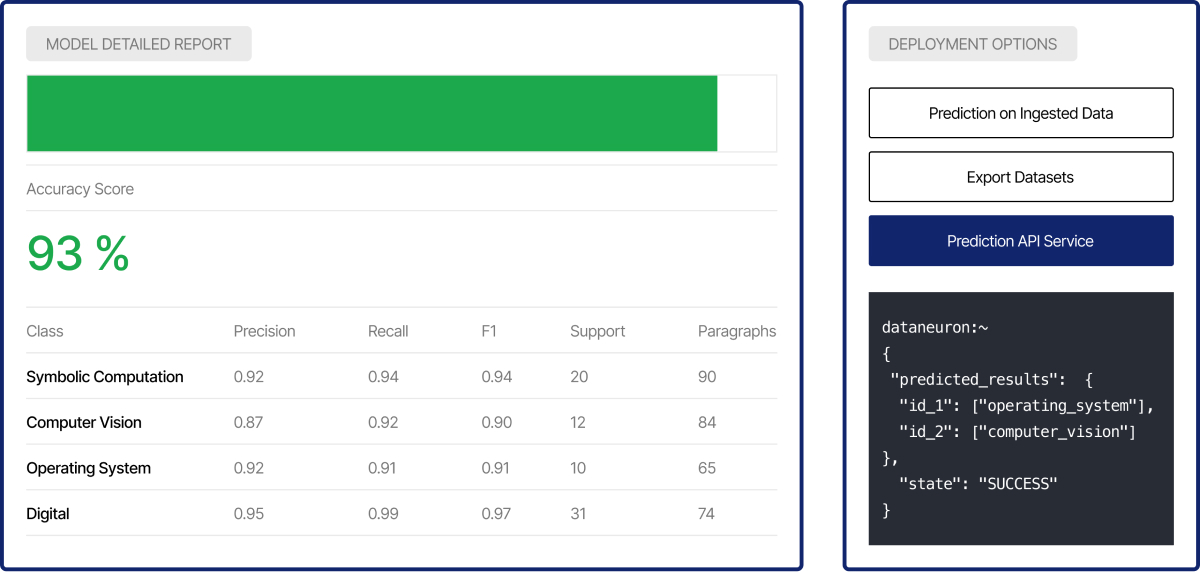 MODEL DETAILED REPORT
Accuracy Score
93 %
Class Precision Recall F1 Support Paragraphs
Symbolic Computation 0.92 0.94 0.94 20 90
Computer Vision 0.87 0.92 0.90 12 84
Operating System 0.92 0.91 0.91 10 65
Digital 0.95 0.99 0.97 31 74
DEPLOYMENT OPTIONS
Prediction on Ingested Data
Export Datasets
Prediction API Service
dataneuron:~
{
"predicted_results": {
"id_1": ["operating_system"],
"id_2": ["computer_vision"]
},
"state": "SUCCESS"
}